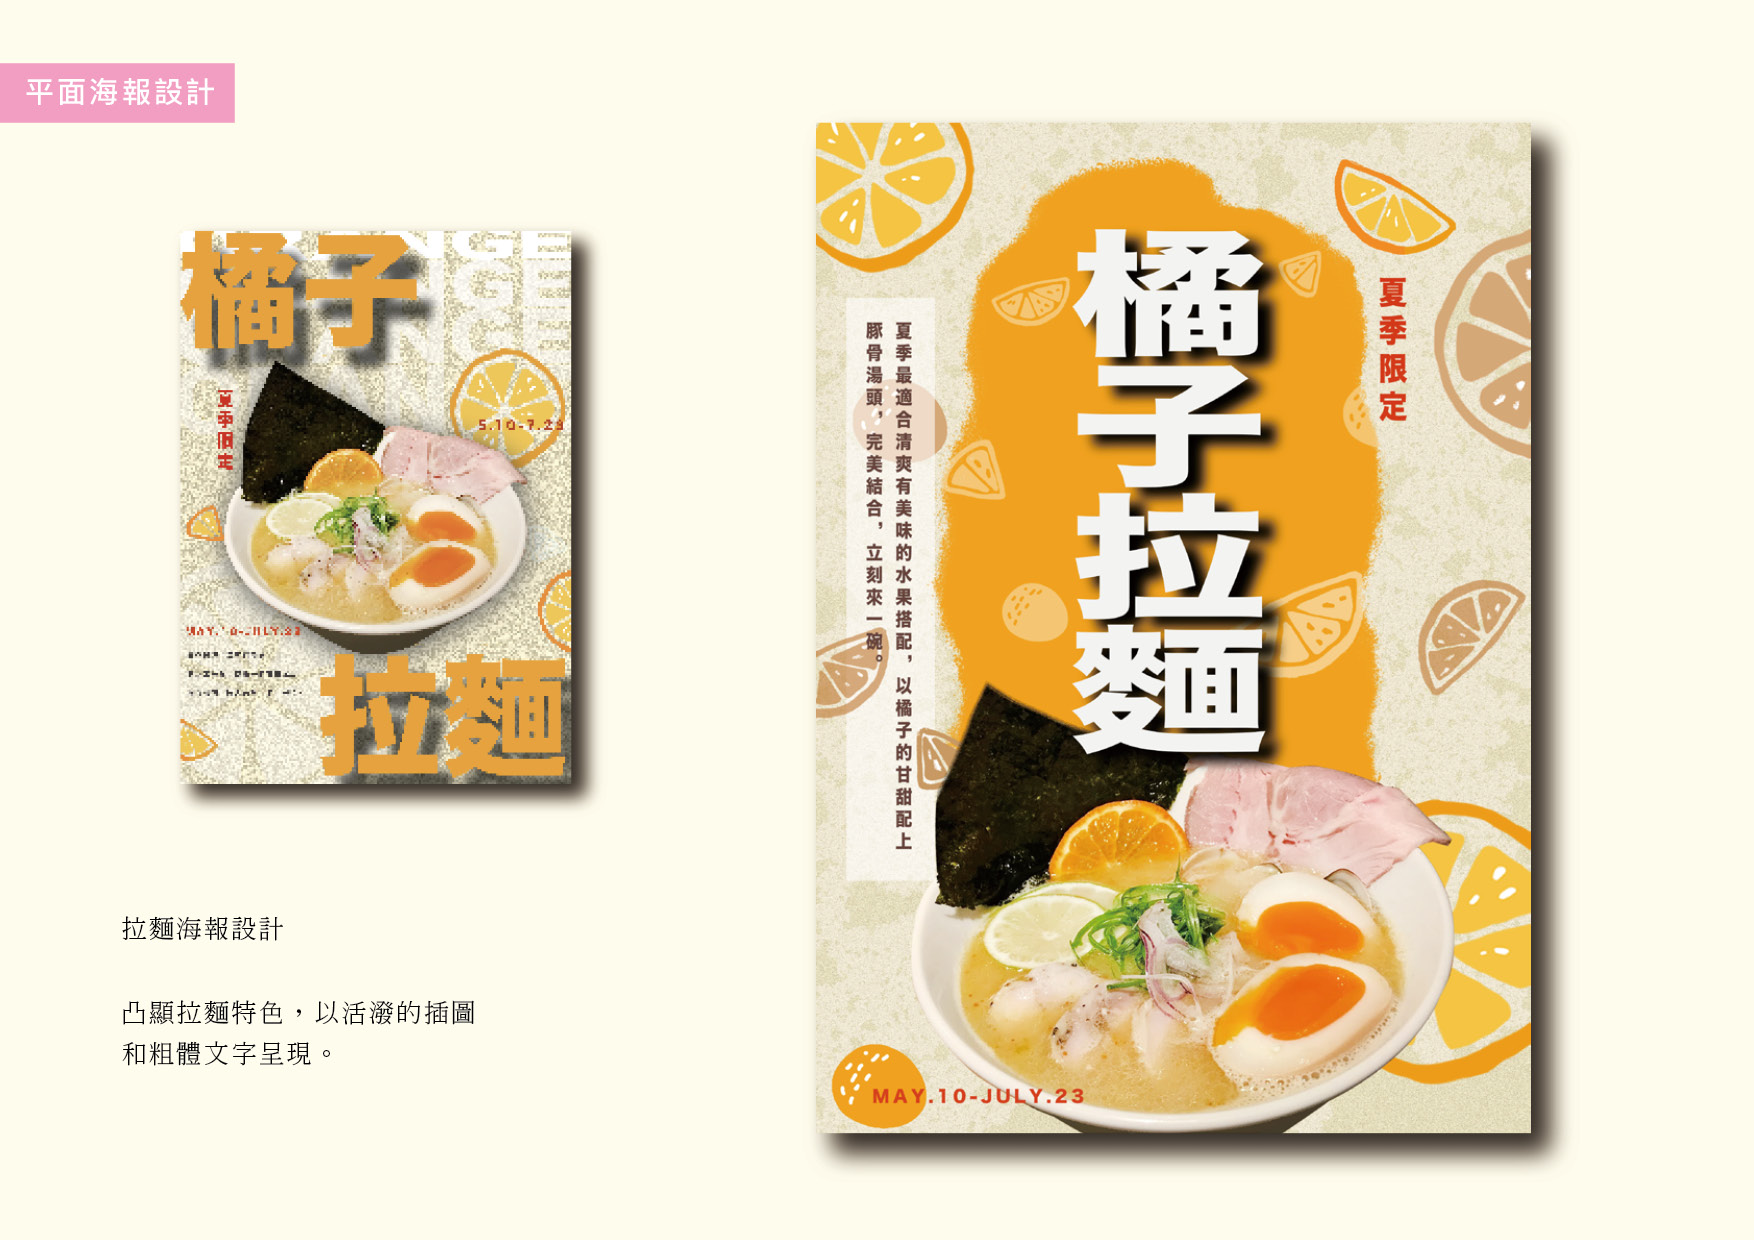 平面海報設計
橘子
夏季限定
5.10-7.23
MAY.10-JULY.23
拉麵
拉麵海報設計
凸顯拉麵特色，以活潑的插圖
和粗體文字呈現。
橘子拉麵
夏季限定
夏季最適合清爽有美味的水果搭配，以橘子的甘甜配上
豚骨湯頭，完美結合，立刻來一碗。
MAY.10-JULY.23